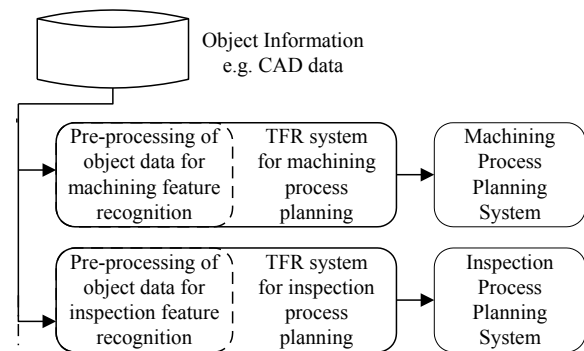 Object Information
e.g. CAD data
Pre-processing of
object data for
machining feature
recognition
TFR system
for machining
process
planning
Machining
Process
Planning
System
Pre-processing of
object data for
inspection feature
recognition
TFR system
for inspection
process
planning
Inspection
Process
Planning
System